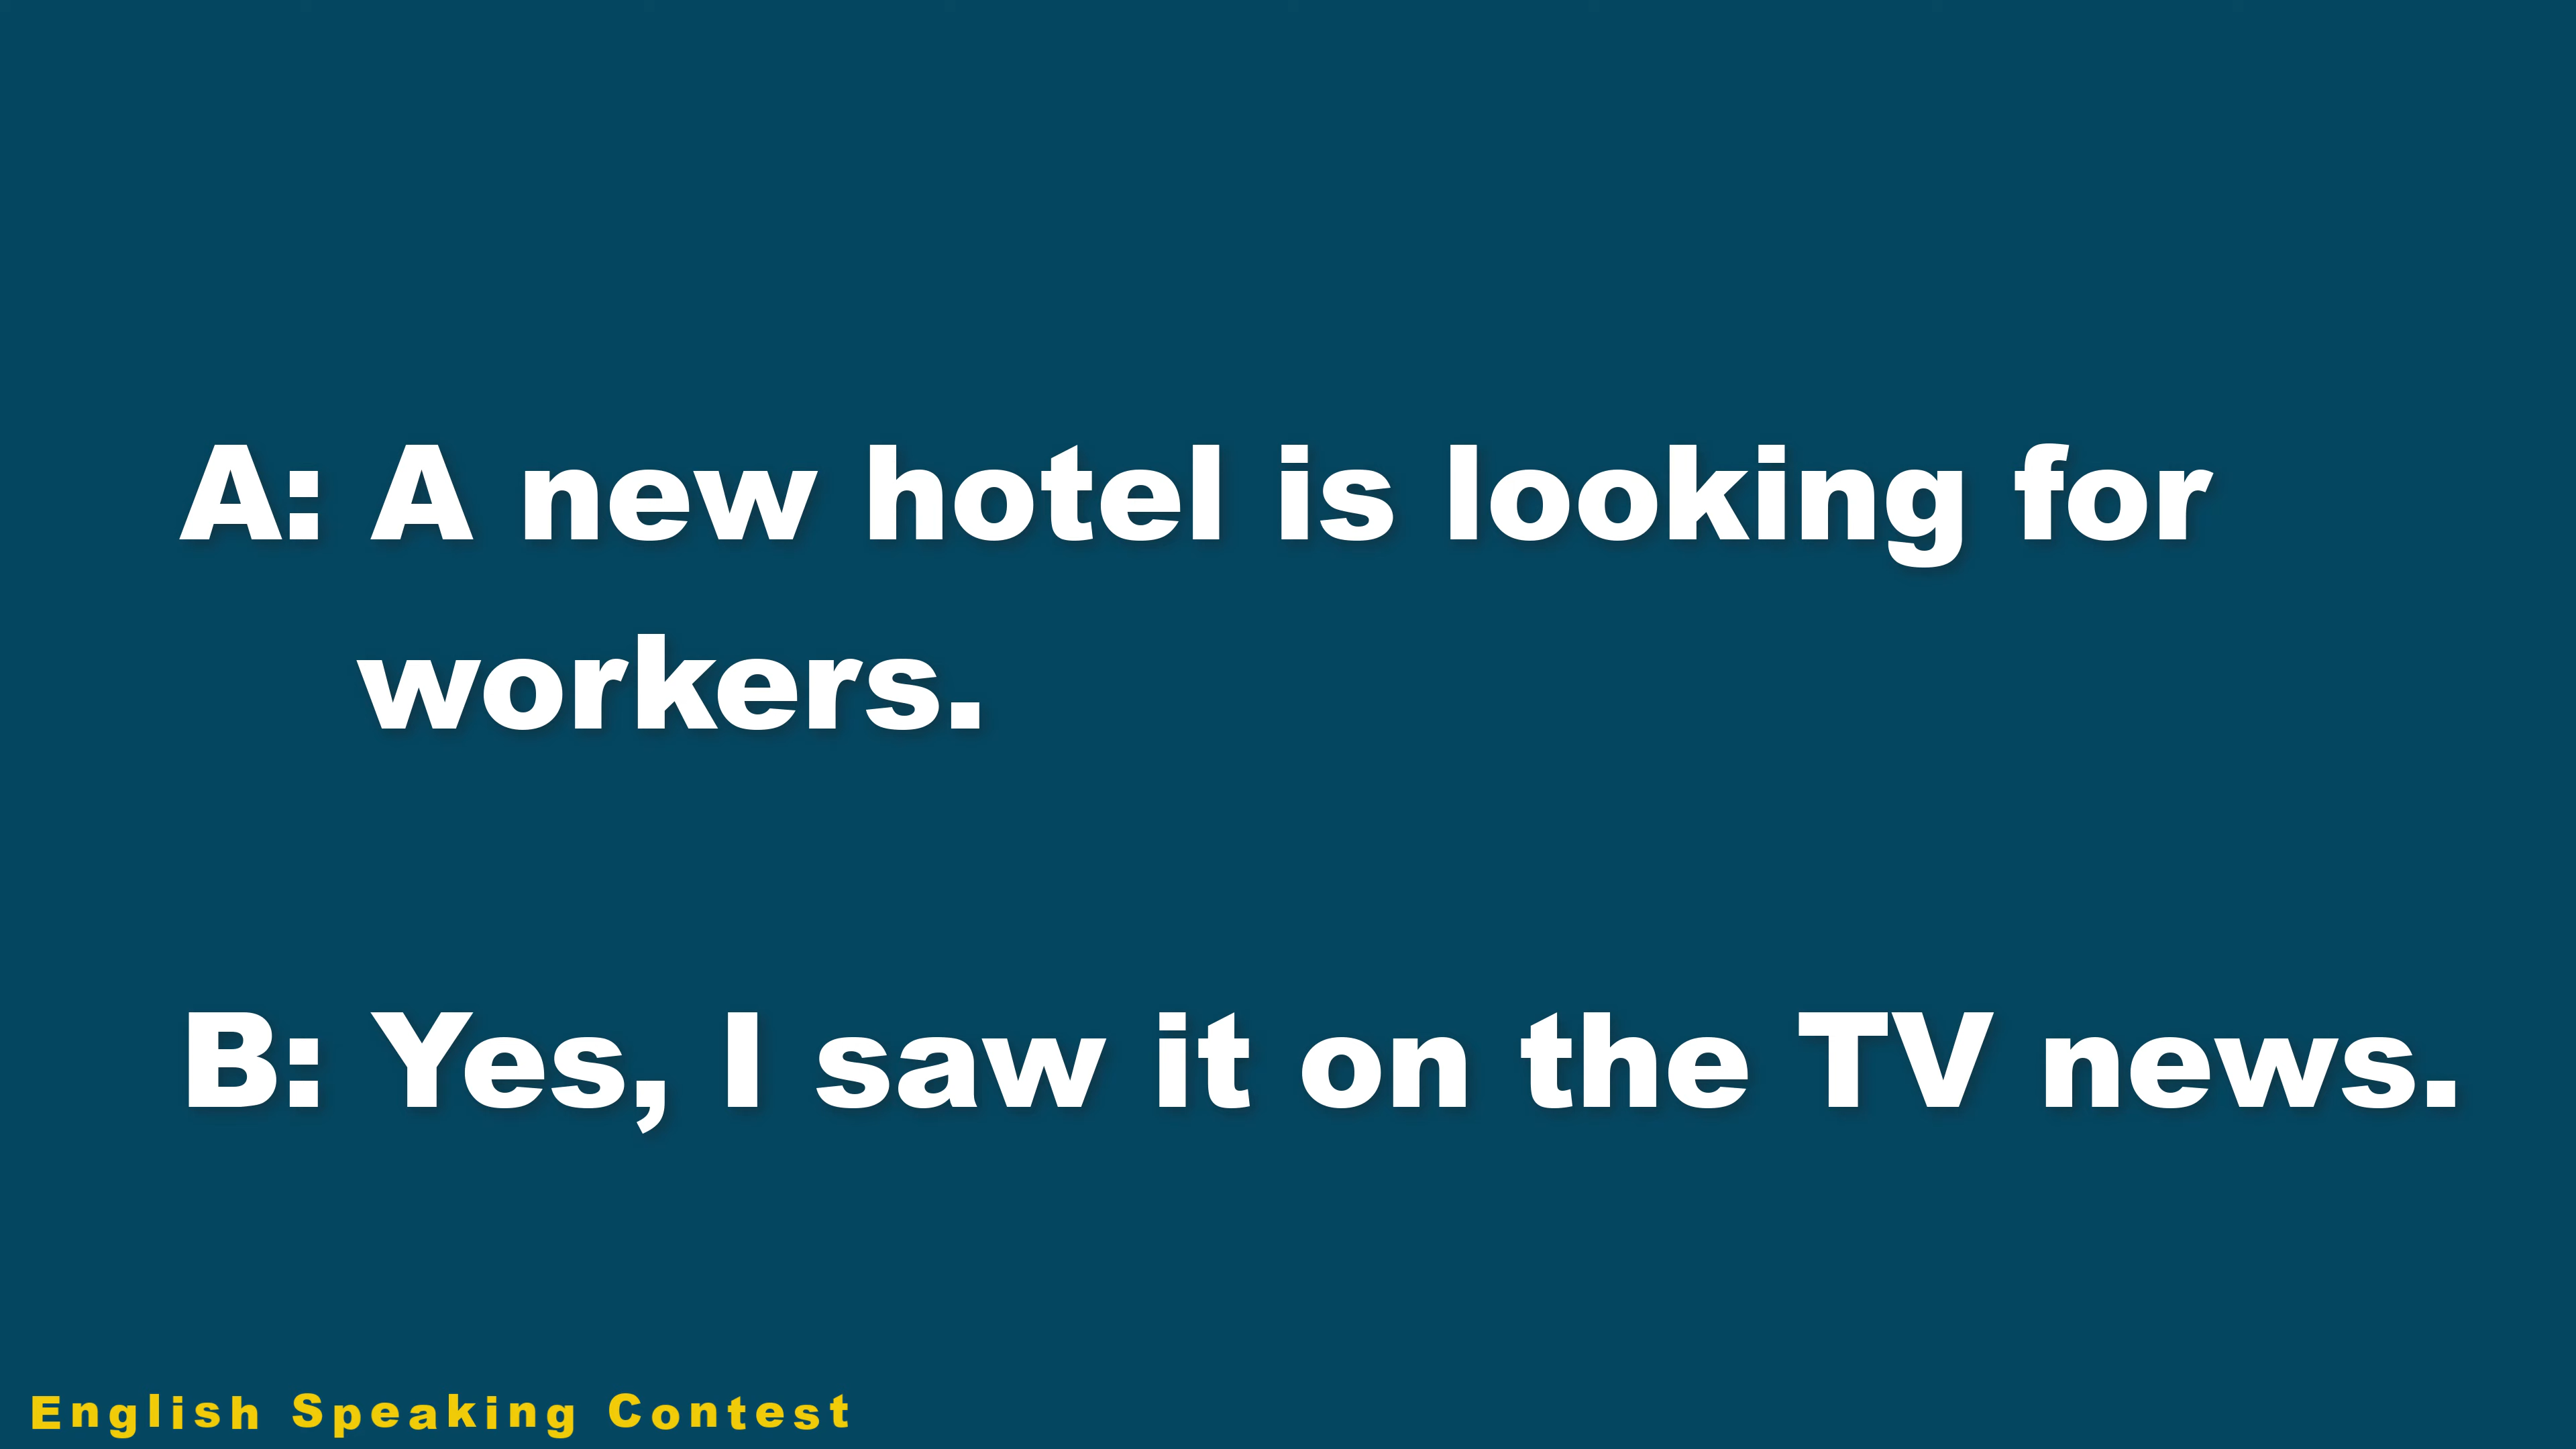 A: A new hotel is looking for
workers.
B: Yes, I saw it on the TV news.
English Speaking Contest